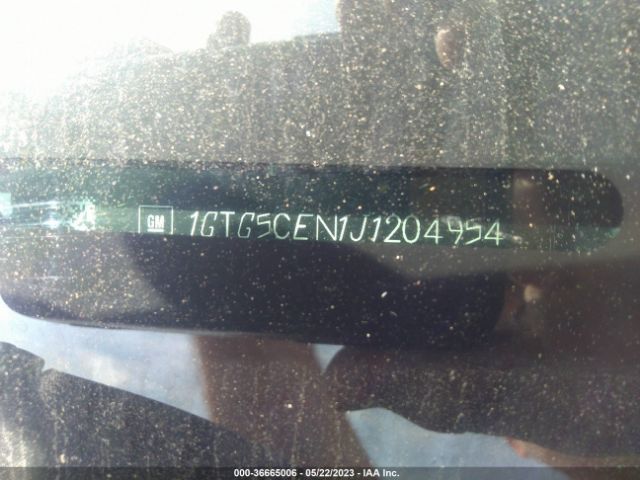 GM 1GTG5CEN1J1204954
000-36665006 - 05/22/2023 - IAA Inc.